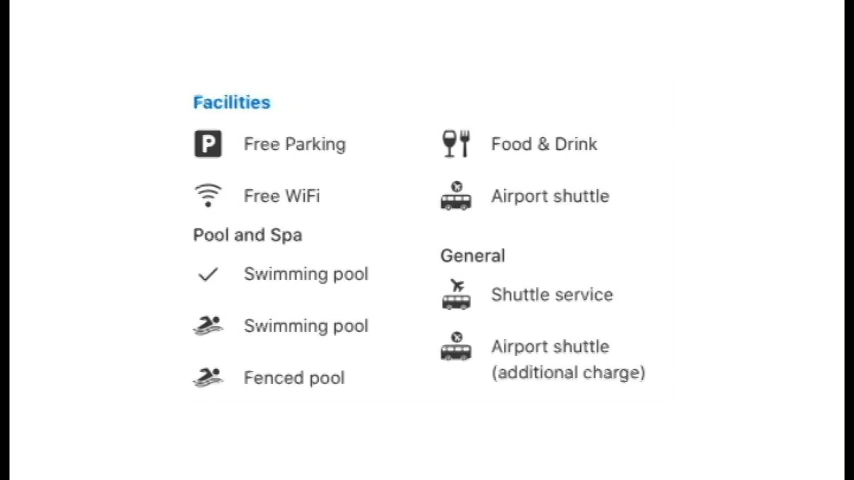 Facilities
Free Parking
Free WiFi
Pool and Spa
Swimming pool
Swimming pool
Fenced pool
Food & Drink
Airport shuttle
General
Shuttle service
Airport shuttle
(additional charge)